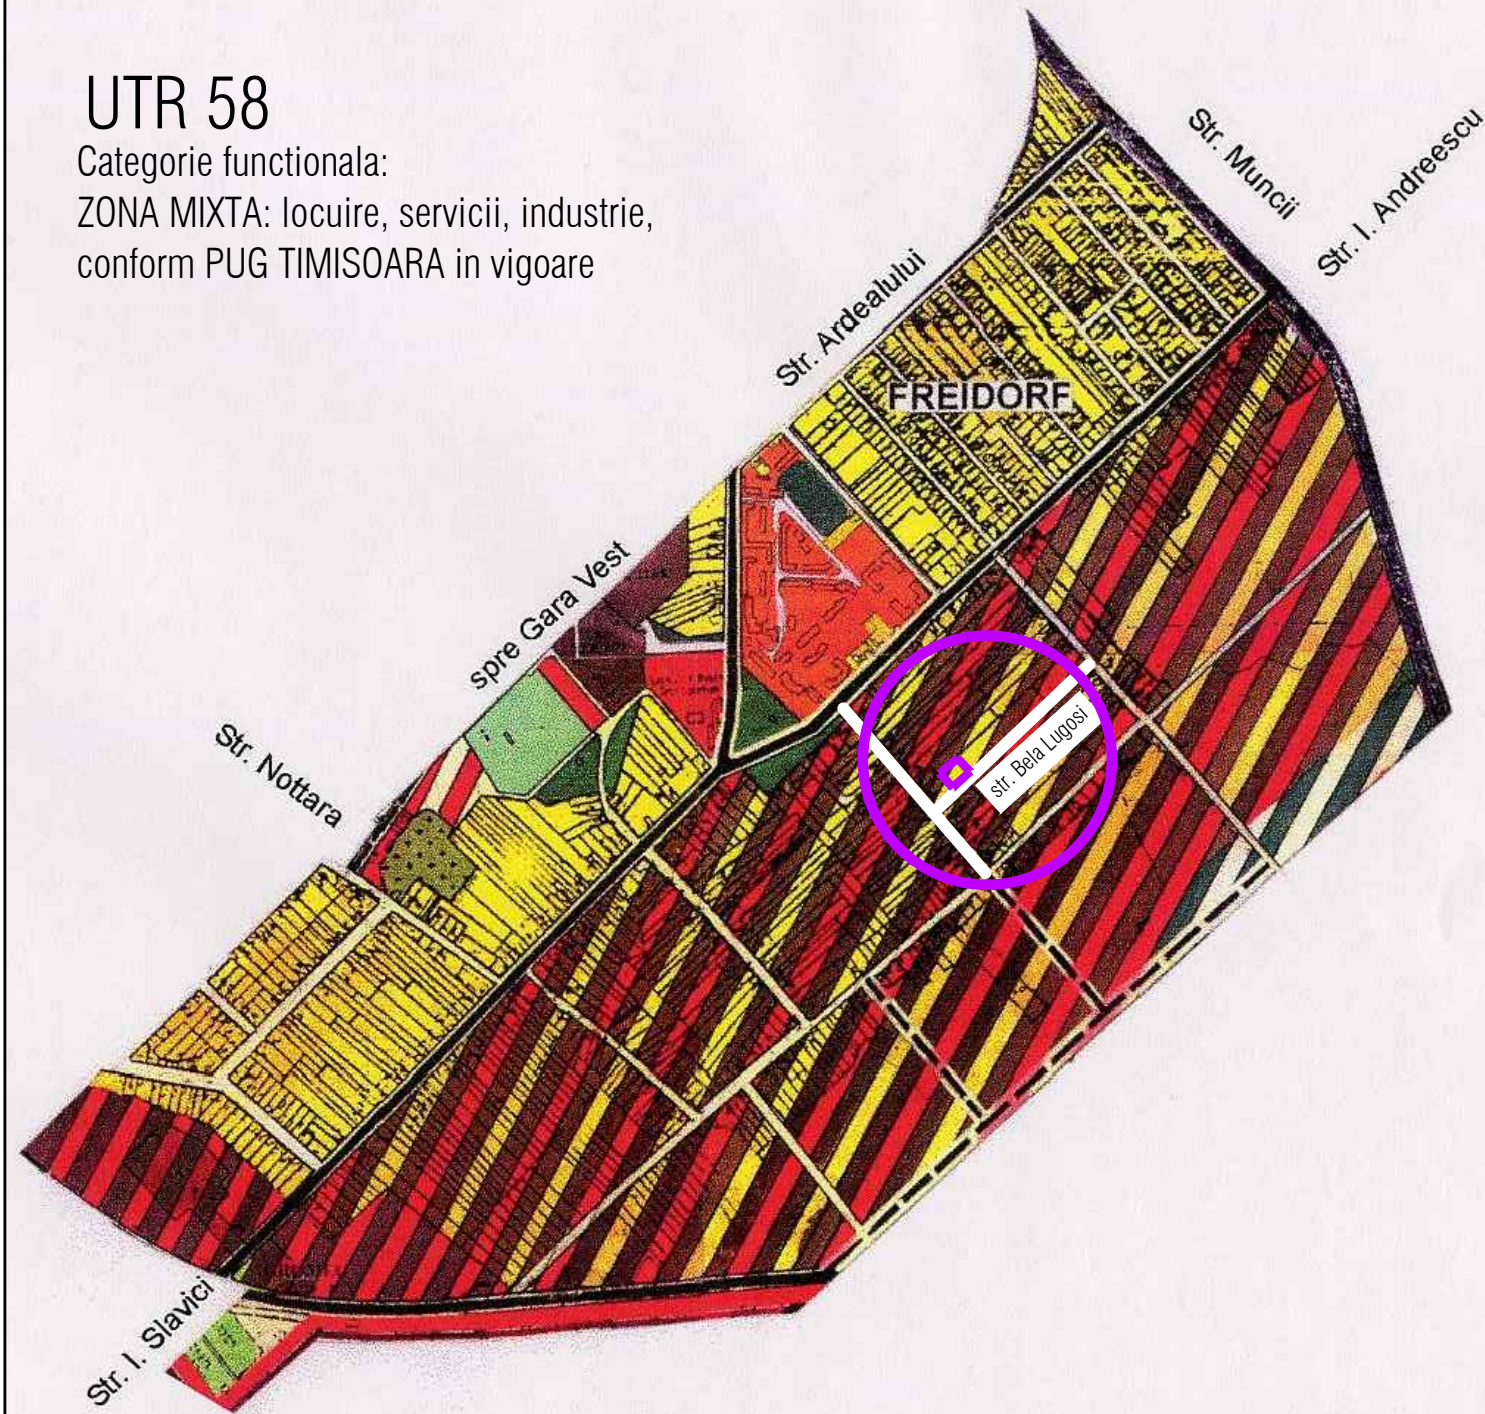 UTR 58
Categorie functionala:
ZONA MIXTA: locuire, servicii, industrie,
conform PUG TIMISOARA in vigoare
Str. Muncii
Str. I. Andreescu
Str. Ardealului
FREIDORF
spre Gara Vest
Str. Nottara
str. Bela Lugosi
Str. I. Slavici